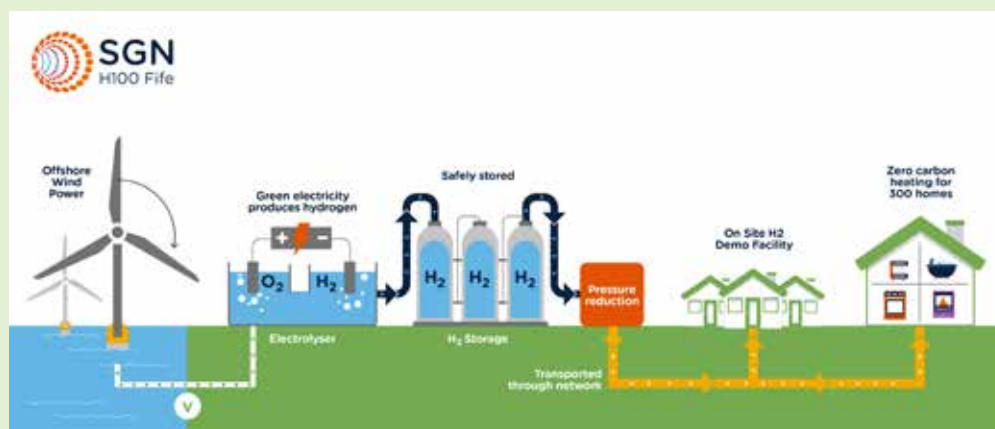 SGN
H100 Fife
Offshore
Wind
Power
Green electricity
produces hydrogen
+ −
O₂
H₂
Electrolyser
Safely stored
H₂
H₂
H₂
H₂ Storage
Pressure
reduction
On Site H2
Demo Facility
Zero carbon
heating for
300 homes
Transported
through network
V